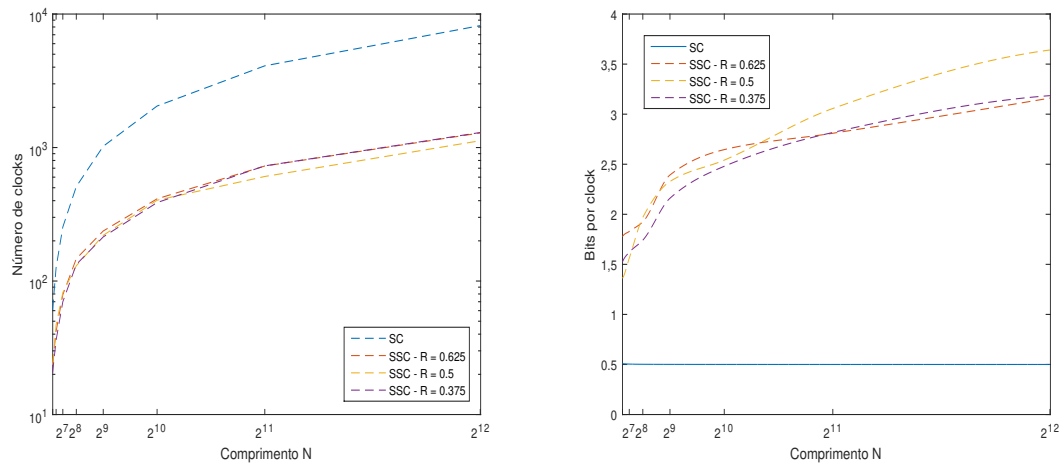 10^4
10^3
10^2
10^1
Número de clocks
SC
SSC - R = 0.625
SSC - R = 0.5
SSC - R = 0.375
2^7 2^8 2^9 2^10 2^11 2^12
Comprimento N
4
3,5
3
2,5
2
1,5
1
0.5
0
Bits por clock
SC
SSC - R = 0.625
SSC - R = 0.5
SSC - R = 0.375
2^7 2^8 2^9 2^10 2^11 2^12
Comprimento N